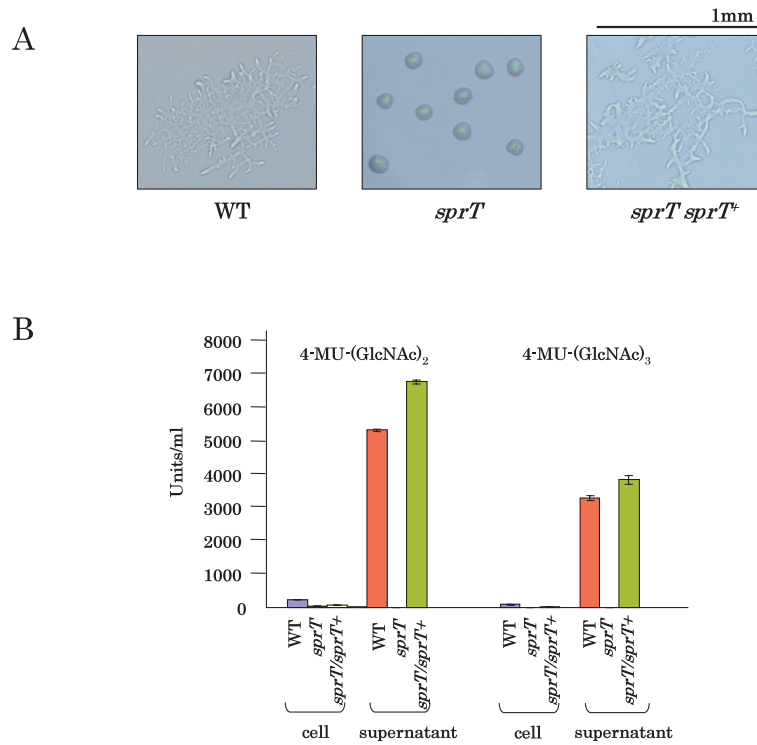 A
1mm
WT
sprT
sprT sprT+
B
8000
7000
6000
5000
4000
3000
2000
1000
0
Units/ml
4-MU-(GlcNAc)2
4-MU-(GlcNAc)3
WT
sprT
sprT/sprT+
WT
sprT
sprT/sprT+
WT
sprT
sprT/sprT+
WT
sprT
sprT/sprT+
cell
supernatant
cell
supernatant